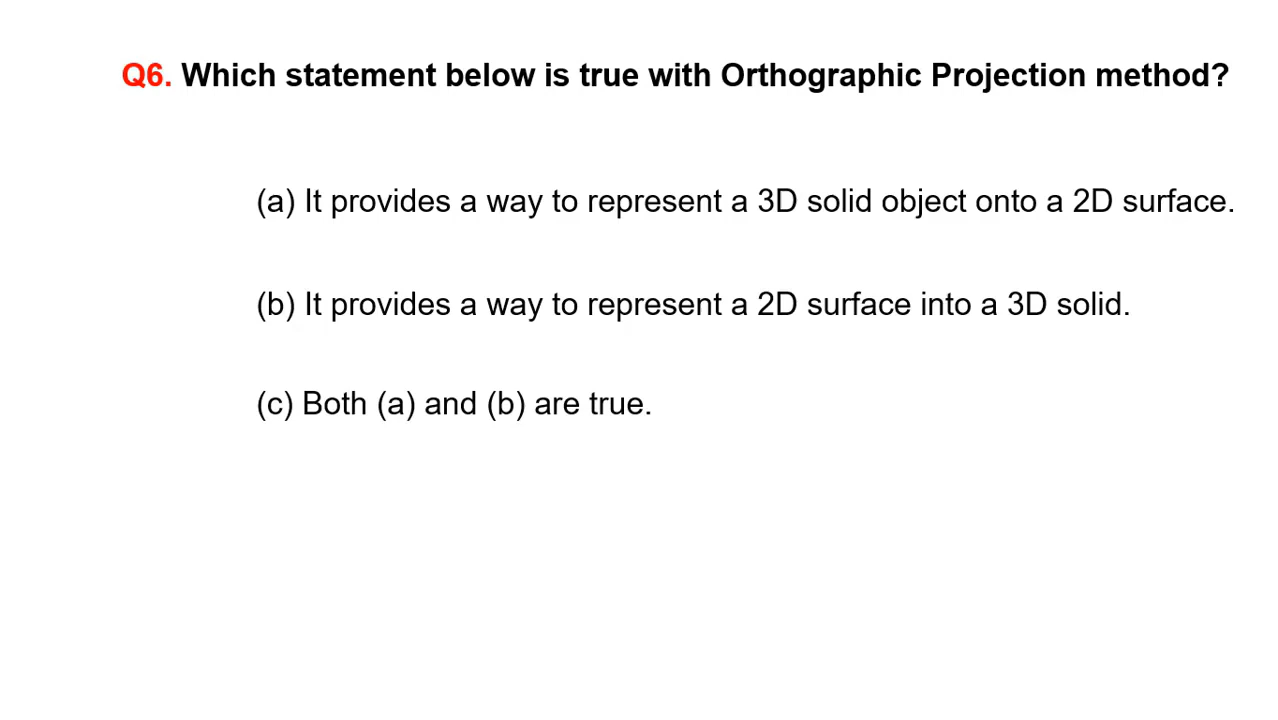 Q6. Which statement below is true with Orthographic Projection method?
(a) It provides a way to represent a 3D solid object onto a 2D surface.
(b) It provides a way to represent a 2D surface into a 3D solid.
(c) Both (a) and (b) are true.